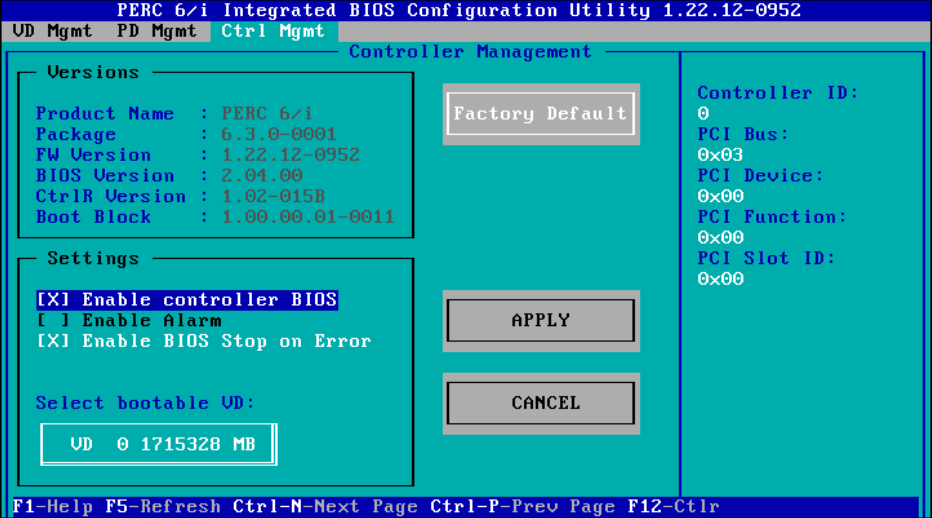 PERC 6/i Integrated BIOS Configuration Utility 1.22.12-0952
VD Mgmt PD Mgmt Ctrl Mgmt
Controller Management
Versions
Product Name : PERC 6/i
Package : 6.3.0-0001
FW Version : 1.22.12-0952
BIOS Version : 2.04.00
CtrlR Version : 1.02-015B
Boot Block : 1.00.00.01-0011
Settings
[X] Enable controller BIOS
[ ] Enable Alarm
[X] Enable BIOS Stop on Error
Select bootable VD:
VD 0 1715328 MB
Factory Default
APPLY
CANCEL
Controller ID:
0
PCI Bus:
0x03
PCI Device:
0x00
PCI Function:
0x00
PCI Slot ID:
0x00
F1-Help F5-Refresh Ctrl-N-Next Page Ctrl-P-Prev Page F12-Ctlr